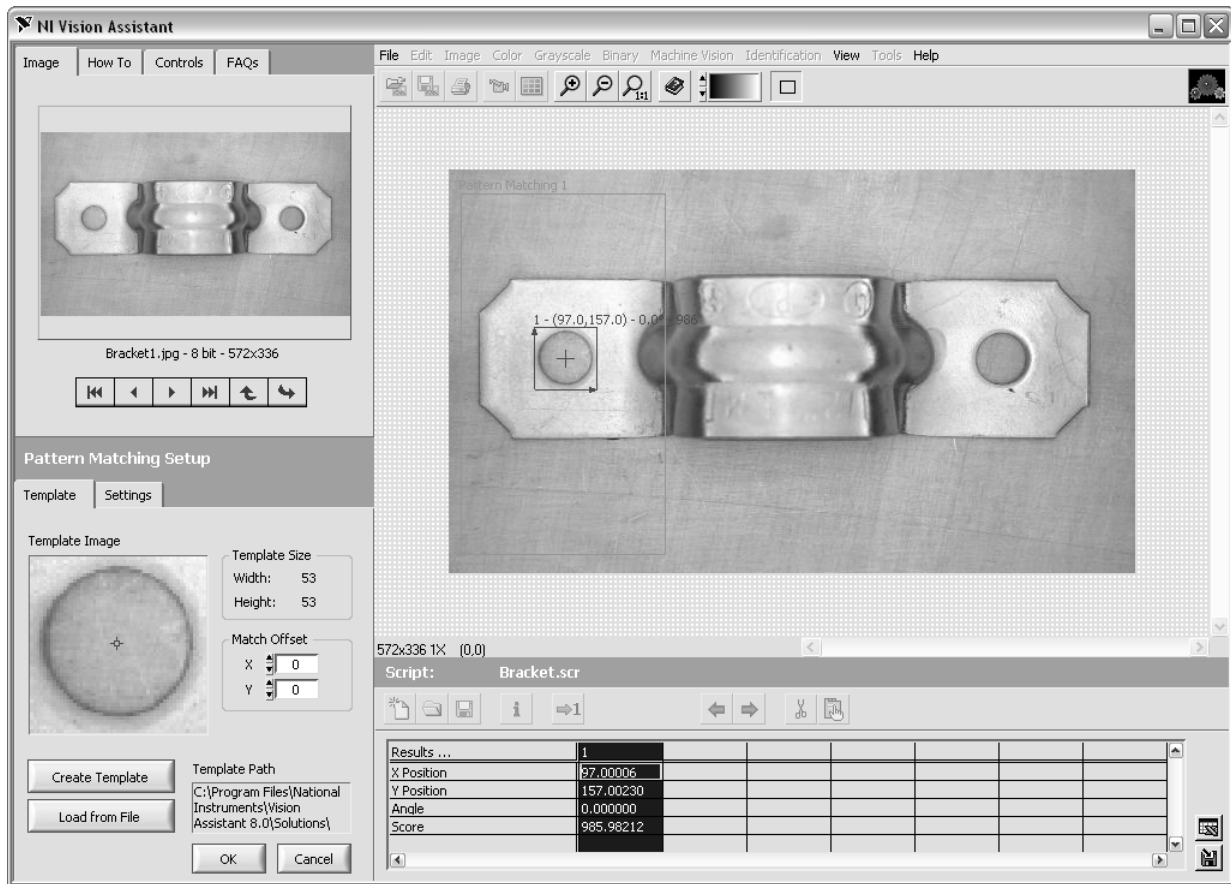 NI Vision Assistant
Image
How To
Controls
FAQs
Bracket1.jpg - 8 bit - 572x336
Pattern Matching Setup
Template
Settings
Template Image
Template Size
Width: 53
Height: 53
Match Offset
X 0
Y 0
Create Template
Load from File
Template Path
C:\Program Files\National
Instruments\Vision
Assistant 8.0\Solutions\
OK
Cancel
File Edit Image Color Grayscale Binary Machine Vision Identification View Tools Help
1:1
Pattern Matching 1
1 - (97.0,157.0) - 0,0° - 986
572x336 1X (0,0)
Script: Bracket.scr
1
Results ... 1
X Position 97.00006
Y Position 157.00230
Angle 0.000000
Score 985.98212